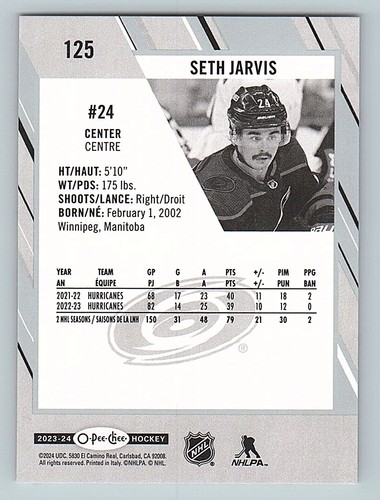 125
SETH JARVIS
24
#24
CENTER
CENTRE
HT/HAUT: 5'10"
WT/PDS: 175 lbs.
SHOOTS/LANCE: Right/Droit
BORN/NÉ: February 1, 2002
Winnipeg, Manitoba
YEAR TEAM GP G A PTS +/- PIM PPG
AN ÉQUIPE PJ B A PTS +/- PUN BAN
2021-22 HURRICANES 68 17 23 40 11 18 2
2022-23 HURRICANES 82 14 25 39 10 12 0
2 NHL SEASONS / SAISONS DE LA LNH 150 31 48 79 21 30 2
®
2023-24 O-Pee-Chee HOCKEY
©2024 UDC. 5830 El Camino Real, Carlsbad, CA 92008
All rights reserved. Printed in Italy. ©NHLPA. © NHL.
NHL
NHLPA